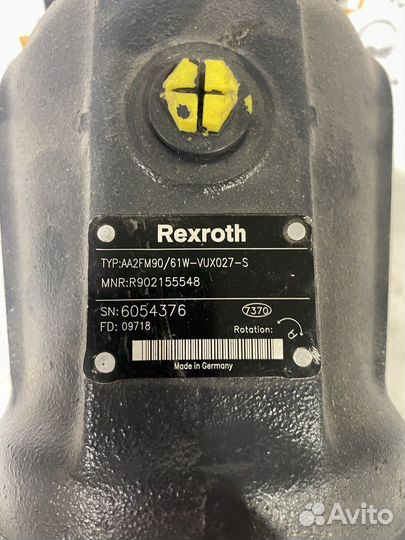 Rexroth
TYP:AA2FM90/61W-VUX027-S
MNR:R902155548
SN:6054376
7370
FD: 09718
Rotation:
Made in Germany
Avito